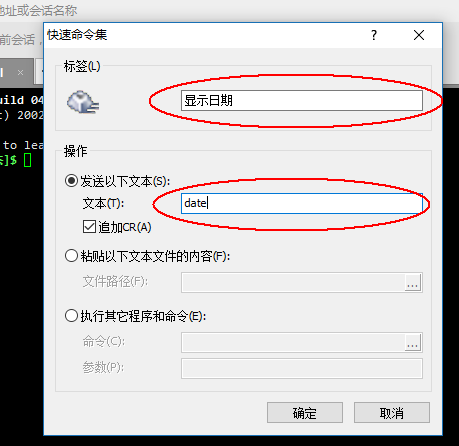 地址或会话名称
前会话，
快速命令集
?
标签(L)
uild 04
显示日期
t) 2002
to lea
]$
操作
发送以下文本(S):
文本(T):
date
追加CR(A)
粘贴以下文本文件的内容(F):
文件路径(F):
...
执行其它程序和命令(E):
命令(C):
...
参数(P):
确定
取消